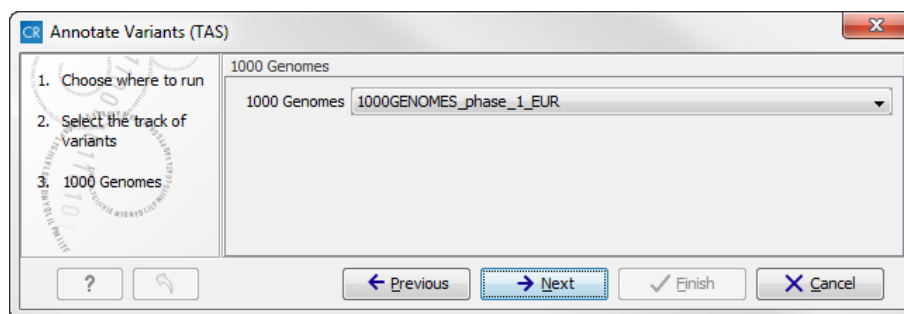 CR Annotate Variants (TAS)
X
1. Choose where to run
2. Select the track of
variants
3. 1000 Genomes
1000 Genomes
1000 Genomes 1000GENOMES_phase_1_EUR
? Previous Next Finish Cancel